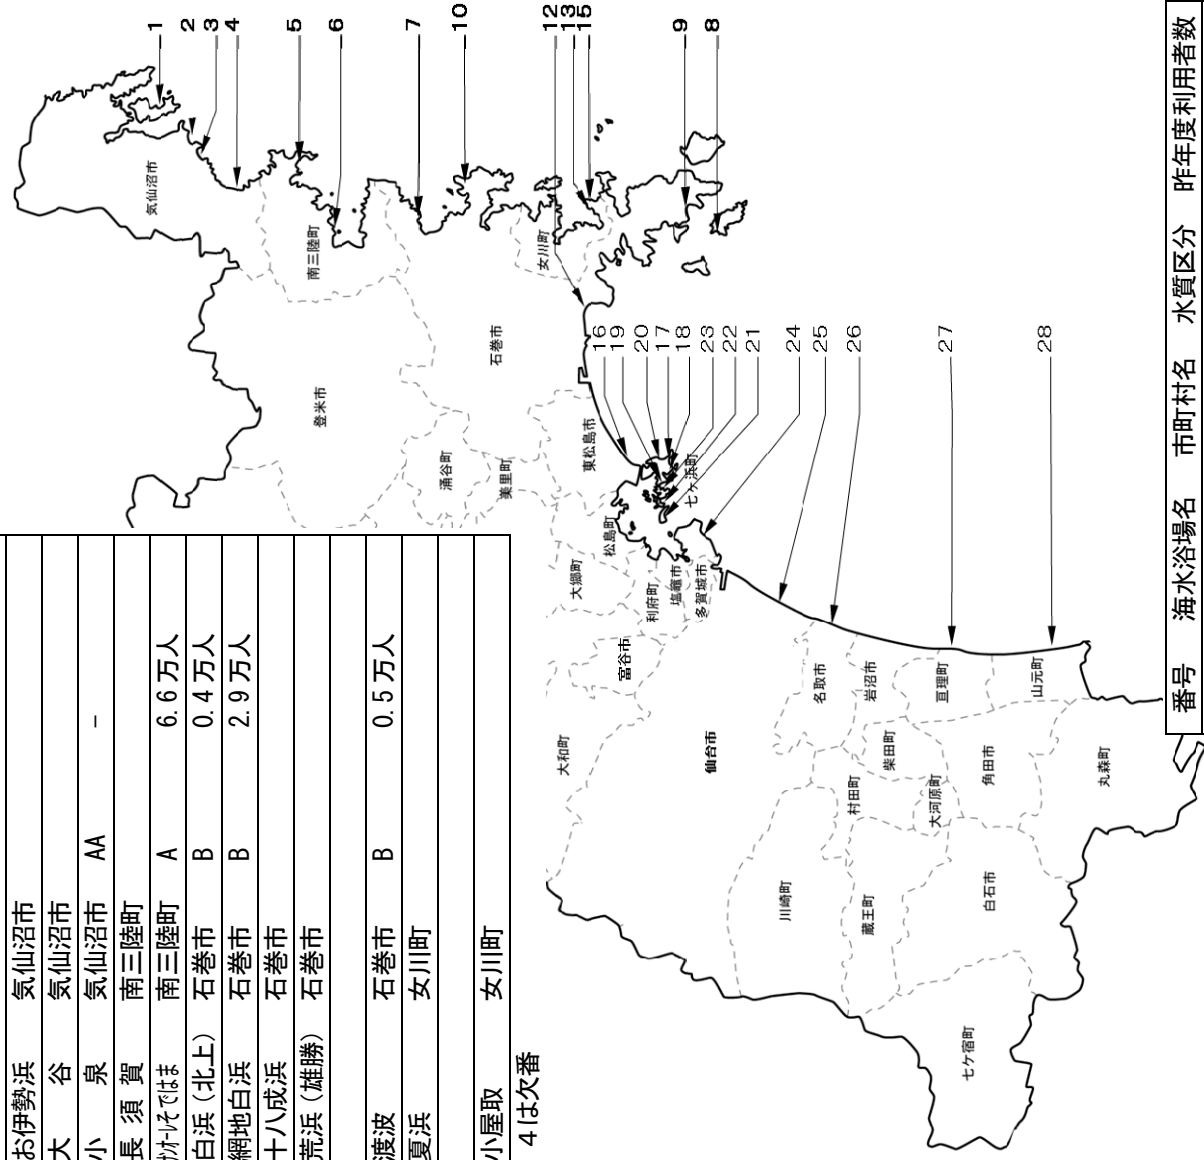 お伊勢浜 気仙沼市
大谷 気仙沼市
小泉 気仙沼市 AA －
長須賀 南三陸町
ｻﾝｵｰﾚそではま 南三陸町 A 6.6万人
白浜（北上） 石巻市 B 0.4万人
網地白浜 石巻市 B 2.9万人
十八成浜 石巻市
荒浜（雄勝） 石巻市
渡波 石巻市 B 0.5万人
夏浜 女川町
小屋取 女川町
4は欠番
1
2
3
4
5
6
7
10
12
13
15
9
8
気仙沼市
南三陸町
女川町
石巻市
登米市
涌谷町
美里町
東松島市
松島町
大郷町
利府町
塩竈市
多賀城市
七ヶ浜町
富谷市
大和町
仙台市
名取市
岩沼市
亘理町
山元町
柴田町
村田町
大河原町
角田市
丸森町
川崎町
蔵王町
白石市
七ケ宿町
16
19
20
17
18
23
22
21
24
25
26
27
28
番号 海水浴場名 市町村名 水質区分 昨年度利用者数